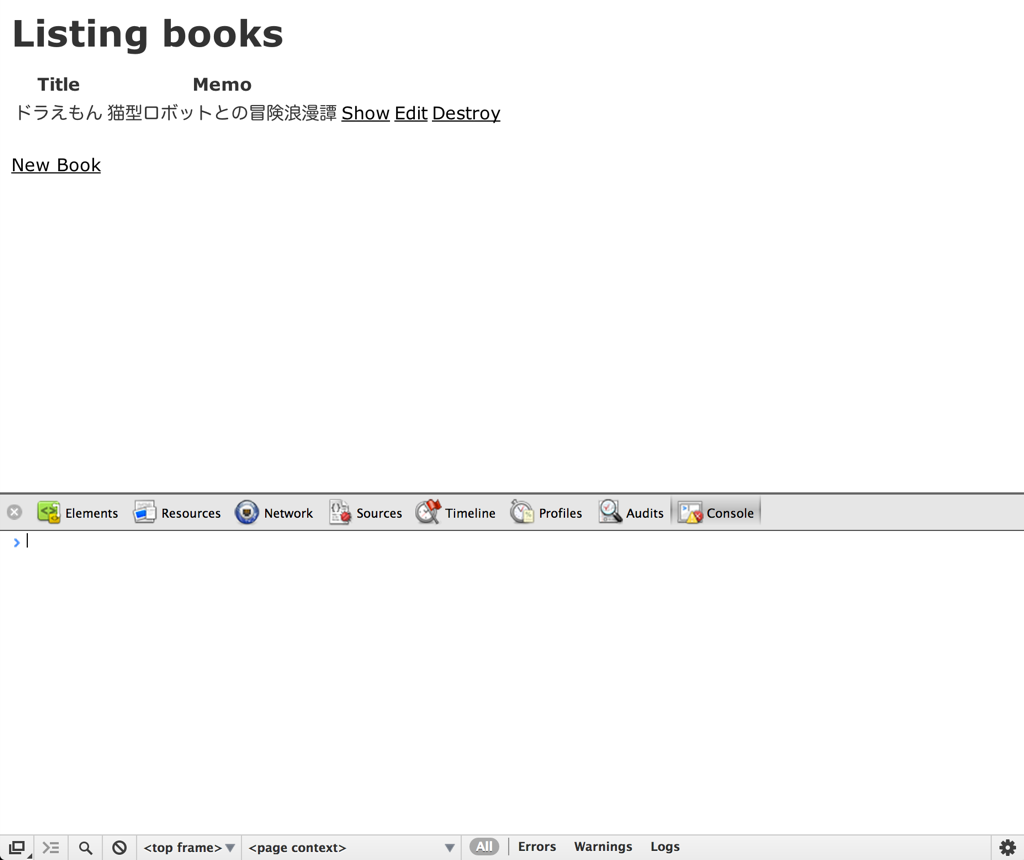 Listing books
Title Memo
ドラえもん 猫型ロボットとの冒険浪漫譚 Show Edit Destroy
New Book
Elements Resources Network Sources Timeline Profiles Audits Console
<top frame> <page context> All Errors Warnings Logs